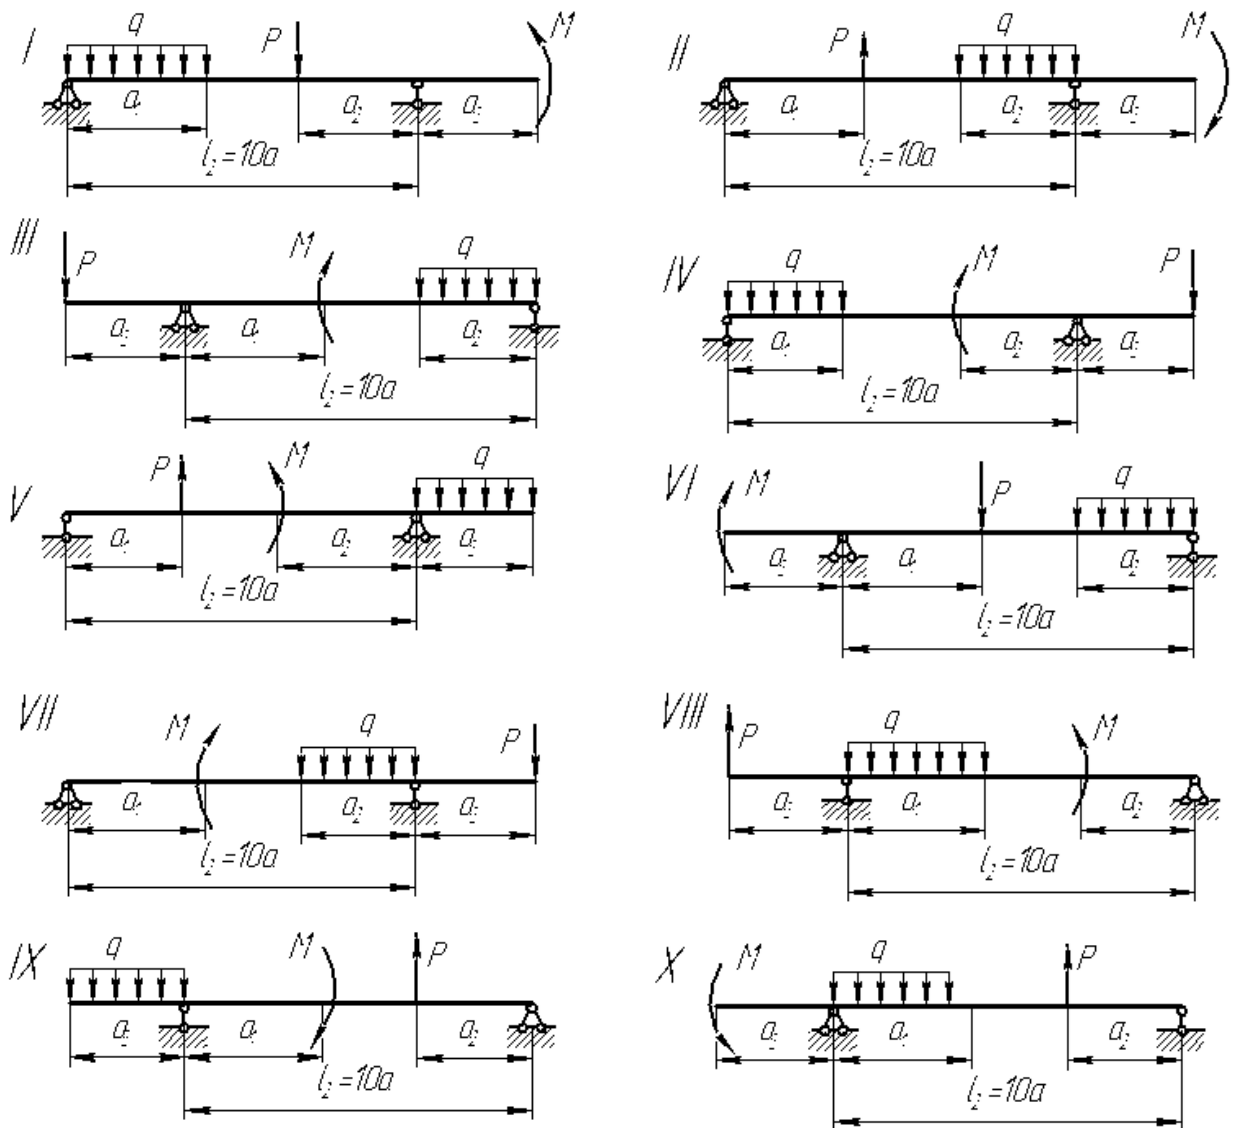 I q P M
a₁ a₂ a₃
l₂=10a
II P q M
a₁ a₂ a₃
l₂=10a
III P M q
a₃ a₁ a₂
l₂=10a
IV q M P
a₁ a₂ a₃
l₂=10a
V P M q
a₁ a₂ a₃
l₂=10a
VI M P q
a₃ a₁ a₂
l₂=10a
VII M q P
a₁ a₂ a₃
l₂=10a
VIII P q M
a₃ a₁ a₂
l₂=10a
IX q M P
a₃ a₁ a₂
l₂=10a
X M q P
a₃ a₁ a₂
l₂=10a